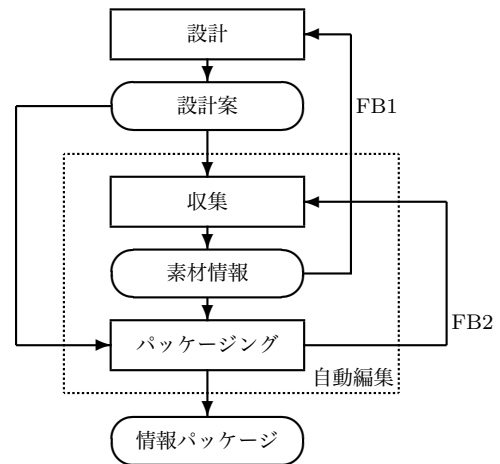 設計
設計案
FB1
収集
素材情報
パッケージング
FB2
自動編集
情報パッケージ